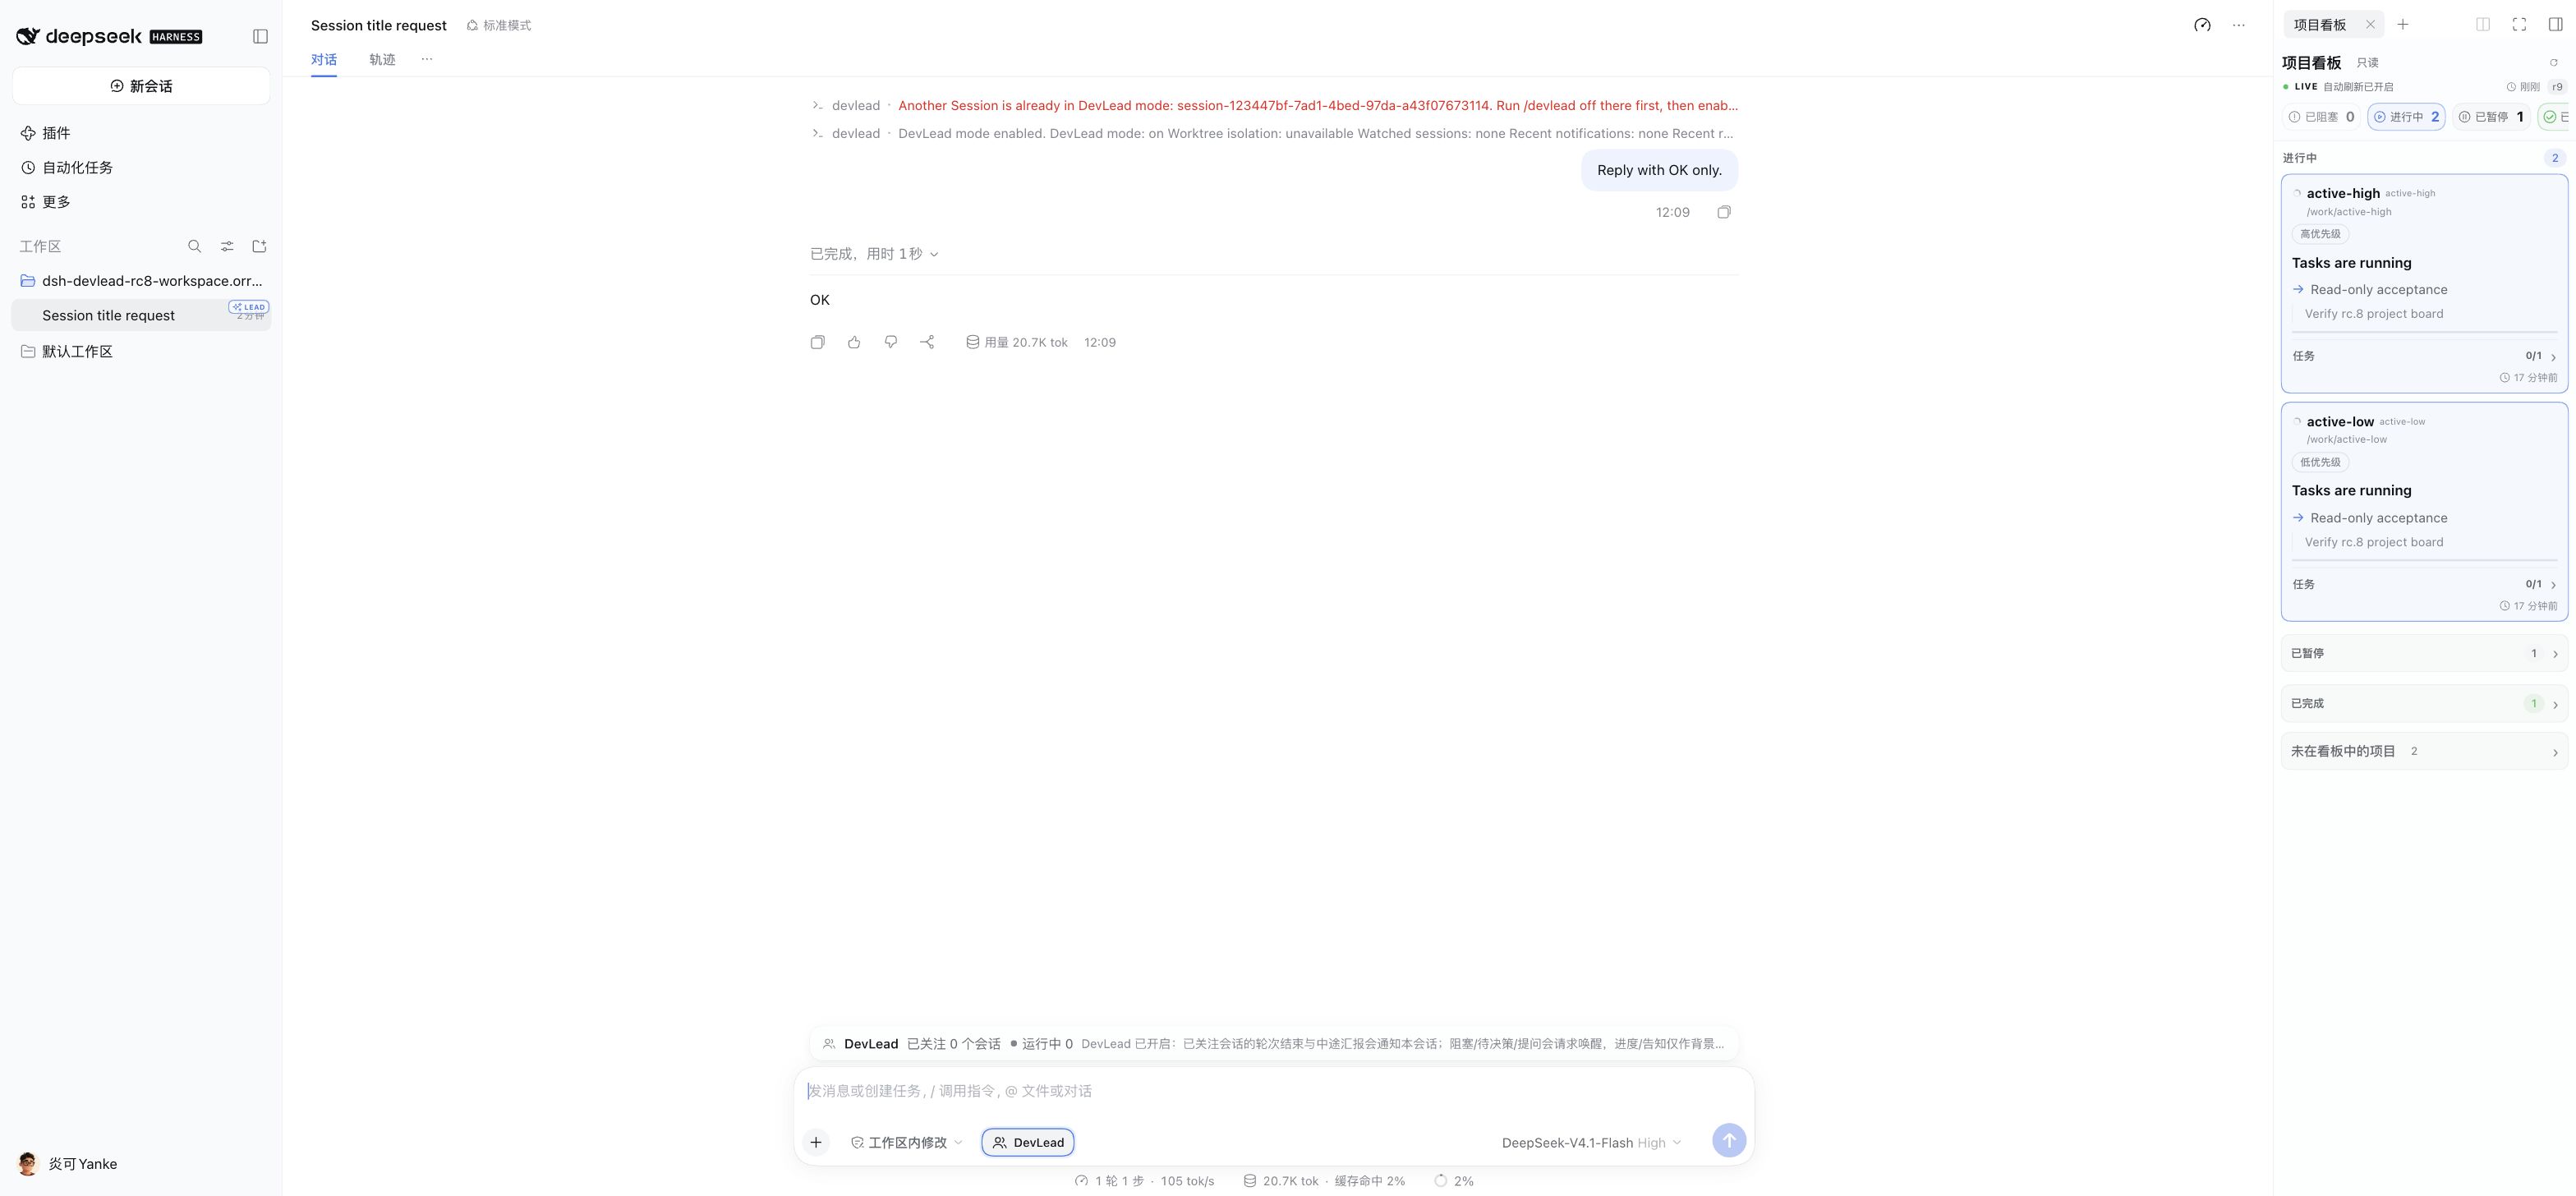 deepseek HARNESS
新会话
插件
自动化任务
更多
工作区
dsh-devlead-rc8-workspace.orr...
Session title request
LEAD
2分钟
默认工作区
炎可Yanke
Session title request 标准模式
对话 轨迹 ...
devlead · Another Session is already in DevLead mode: session-123447bf-7ad1-4bed-97da-a43f07673114. Run /devlead off there first, then enab...
devlead · DevLead mode enabled. DevLead mode: on Worktree isolation: unavailable Watched sessions: none Recent notifications: none Recent r...
Reply with OK only.
12:09
已完成，用时 1秒
OK
用量 20.7K tok 12:09
DevLead 已关注 0 个会话 运行中 0 DevLead 已开启：已关注会话的轮次结束与中途汇报会通知本会话；阻塞/待决策/提问会请求唤醒，进度/告知仅作背景...
发消息或创建任务, / 调用指令, @ 文件或对话
工作区内修改 DevLead DeepSeek-V4.1-Flash High
1 轮 1 步 · 105 tok/s 20.7K tok · 缓存命中 2% 2%
项目看板
项目看板 只读
LIVE 自动刷新已开启 刚刚 r9
已阻塞 0 进行中 2 已暂停 1
进行中 2
active-high active-high
/work/active-high
高优先级
Tasks are running
→ Read-only acceptance
Verify rc.8 project board
任务 0/1
17 分钟前
active-low active-low
/work/active-low
低优先级
Tasks are running
→ Read-only acceptance
Verify rc.8 project board
任务 0/1
17 分钟前
已暂停 1
已完成 1
未在看板中的项目 2